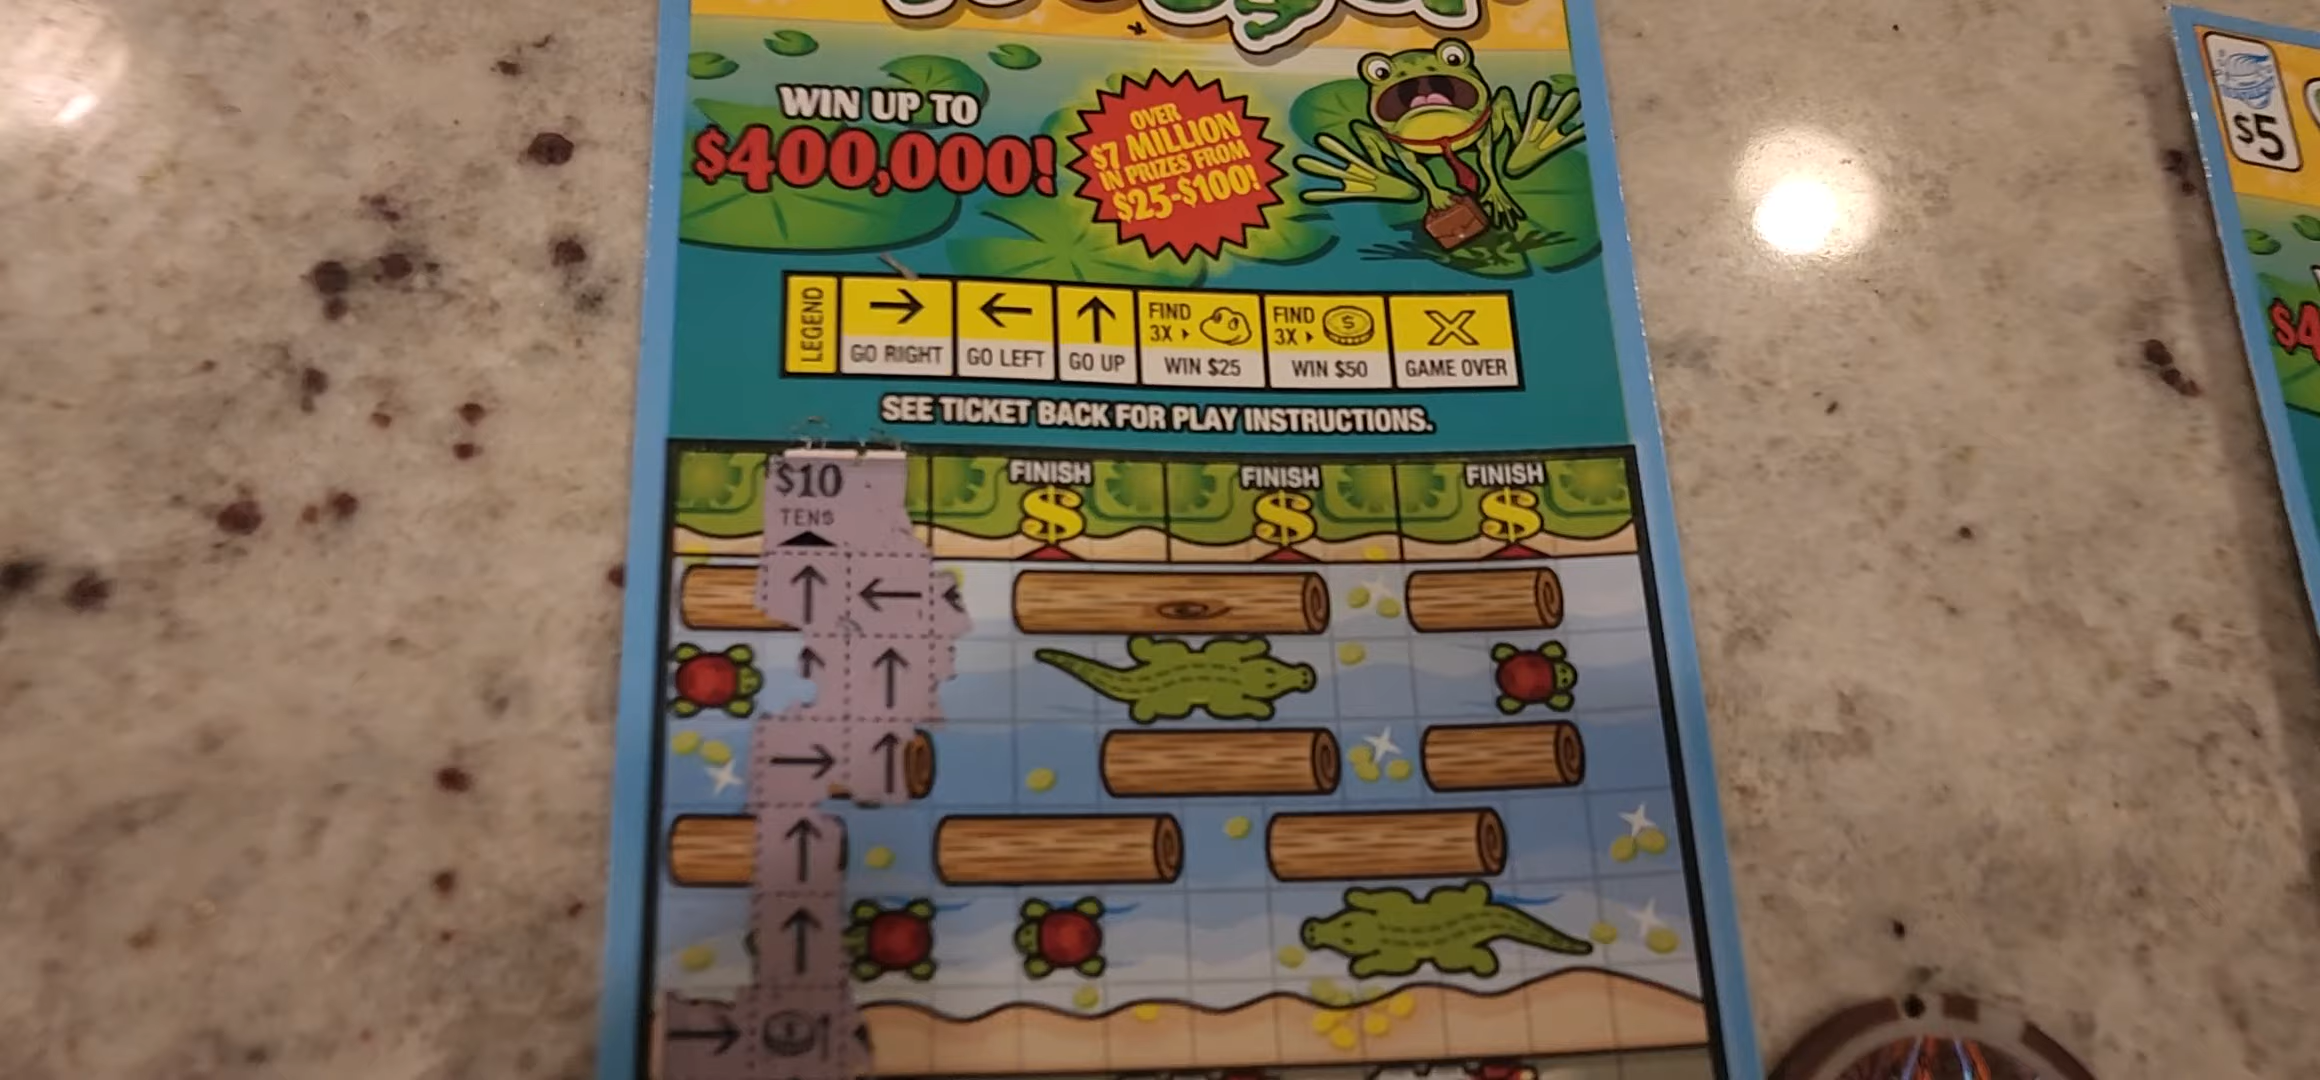 WIN UP TO
$400,000!
OVER
$7 MILLION
IN PRIZES FROM
$25-$100!
$5
LEGEND
GO RIGHT
GO LEFT
GO UP
FIND
3X
WIN $25
FIND
3X
$
WIN $50
X
GAME OVER
SEE TICKET BACK FOR PLAY INSTRUCTIONS.
$10
TENS
FINISH
$
FINISH
$
FINISH
$